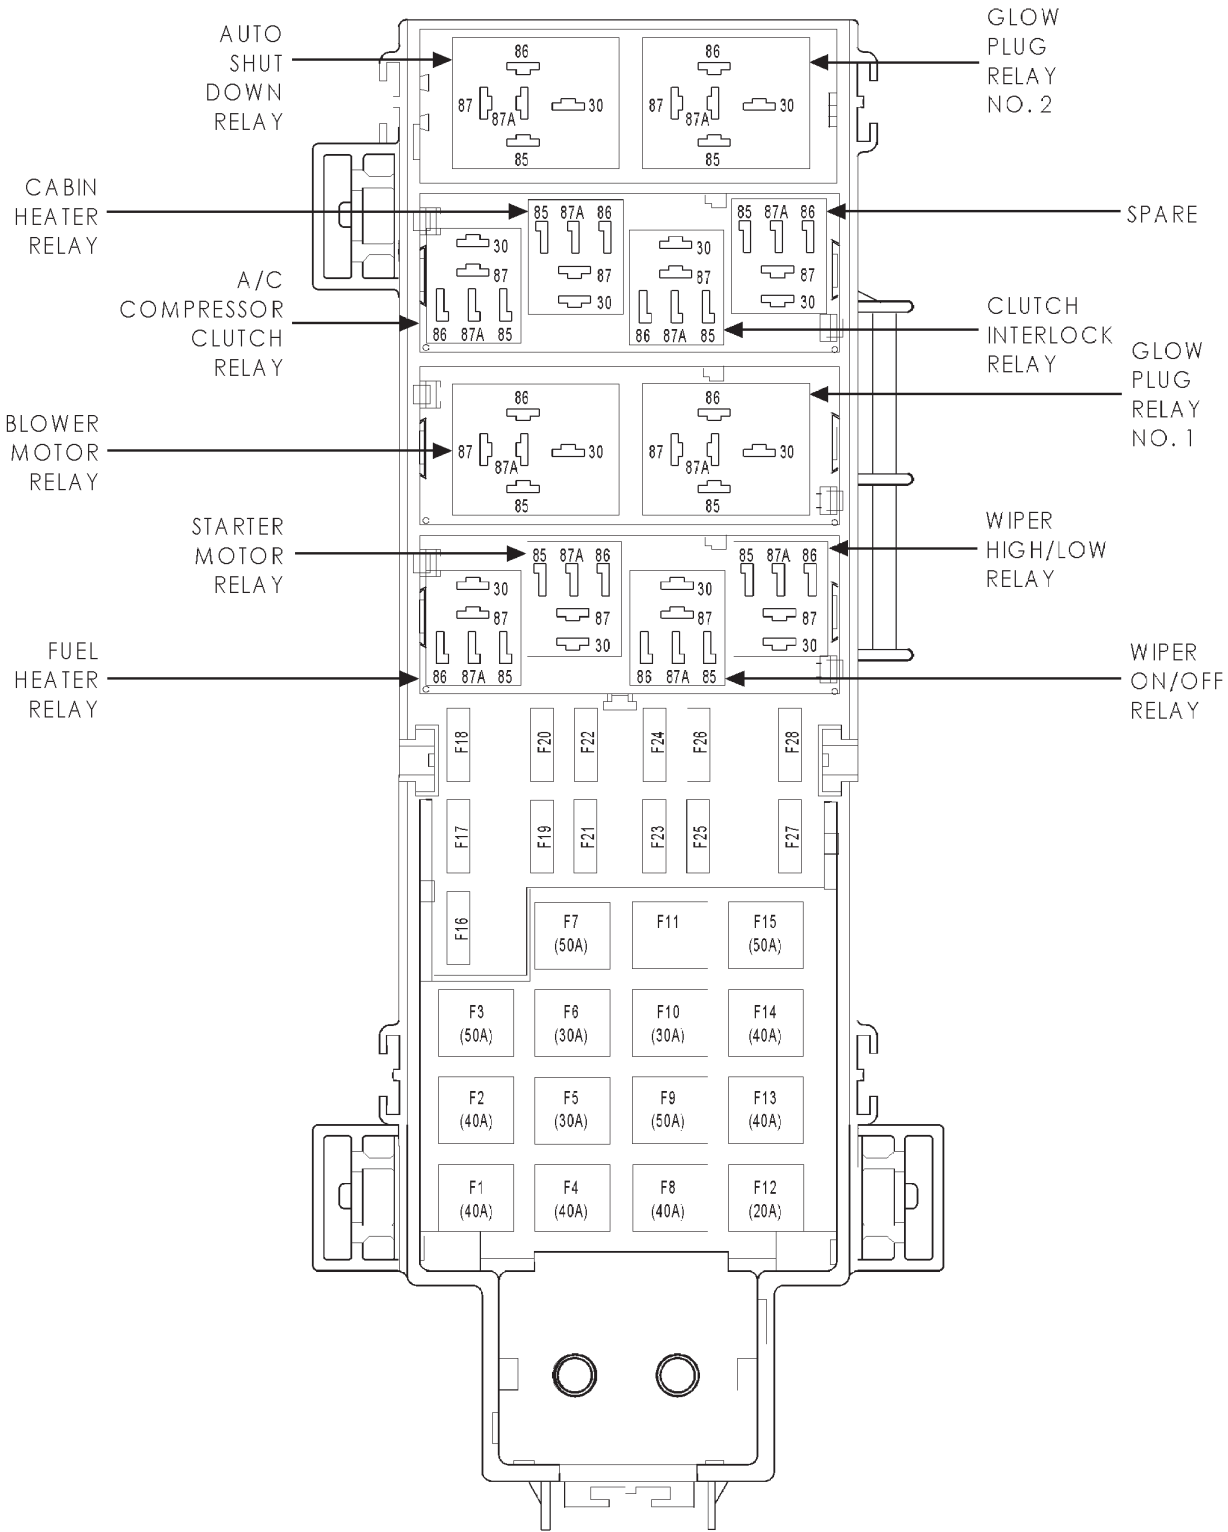 AUTO
SHUT
DOWN
RELAY
GLOW
PLUG
RELAY
NO. 2
86
87
87A
30
85
86
87
87A
30
85
CABIN
HEATER
RELAY
SPARE
85 87A 86
87
30
85 87A 86
87
30
30
87
86 87A 85
30
87
86 87A 85
A/C
COMPRESSOR
CLUTCH
RELAY
CLUTCH
INTERLOCK
RELAY
GLOW
PLUG
RELAY
NO. 1
BLOWER
MOTOR
RELAY
86
87
87A
30
85
86
87
87A
30
85
STARTER
MOTOR
RELAY
WIPER
HIGH/LOW
RELAY
85 87A 86
87
30
85 87A 86
87
30
30
87
86 87A 85
30
87
86 87A 85
FUEL
HEATER
RELAY
WIPER
ON/OFF
RELAY
F18
F20
F22
F24
F26
F28
F17
F19
F21
F23
F25
F27
F16
F7
(50A)
F11
F15
(50A)
F3
(50A)
F6
(30A)
F10
(30A)
F14
(40A)
F2
(40A)
F5
(30A)
F9
(50A)
F13
(40A)
F1
(40A)
F4
(40A)
F8
(40A)
F12
(20A)